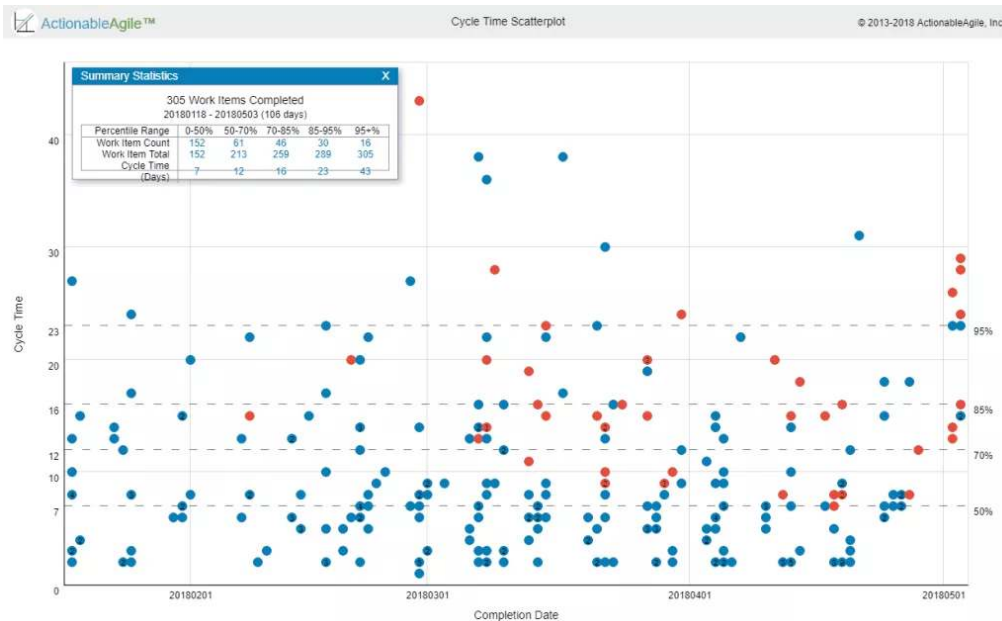 ActionableAgile™
Cycle Time Scatterplot
© 2013-2018 ActionableAgile, Inc
Summary Statistics X
305 Work Items Completed
20180118 - 20180503 (106 days)
Percentile Range 0-50% 50-70% 70-85% 85-95% 95+%
Work Item Count 152 61 46 30 16
Work Item Total 152 213 259 289 305
Cycle Time
(Days) 7 12 16 23 43
Cycle Time
40
30
23
95%
20
16
85%
12
70%
10
7
50%
0
20180201 20180301 20180401 20180501
Completion Date